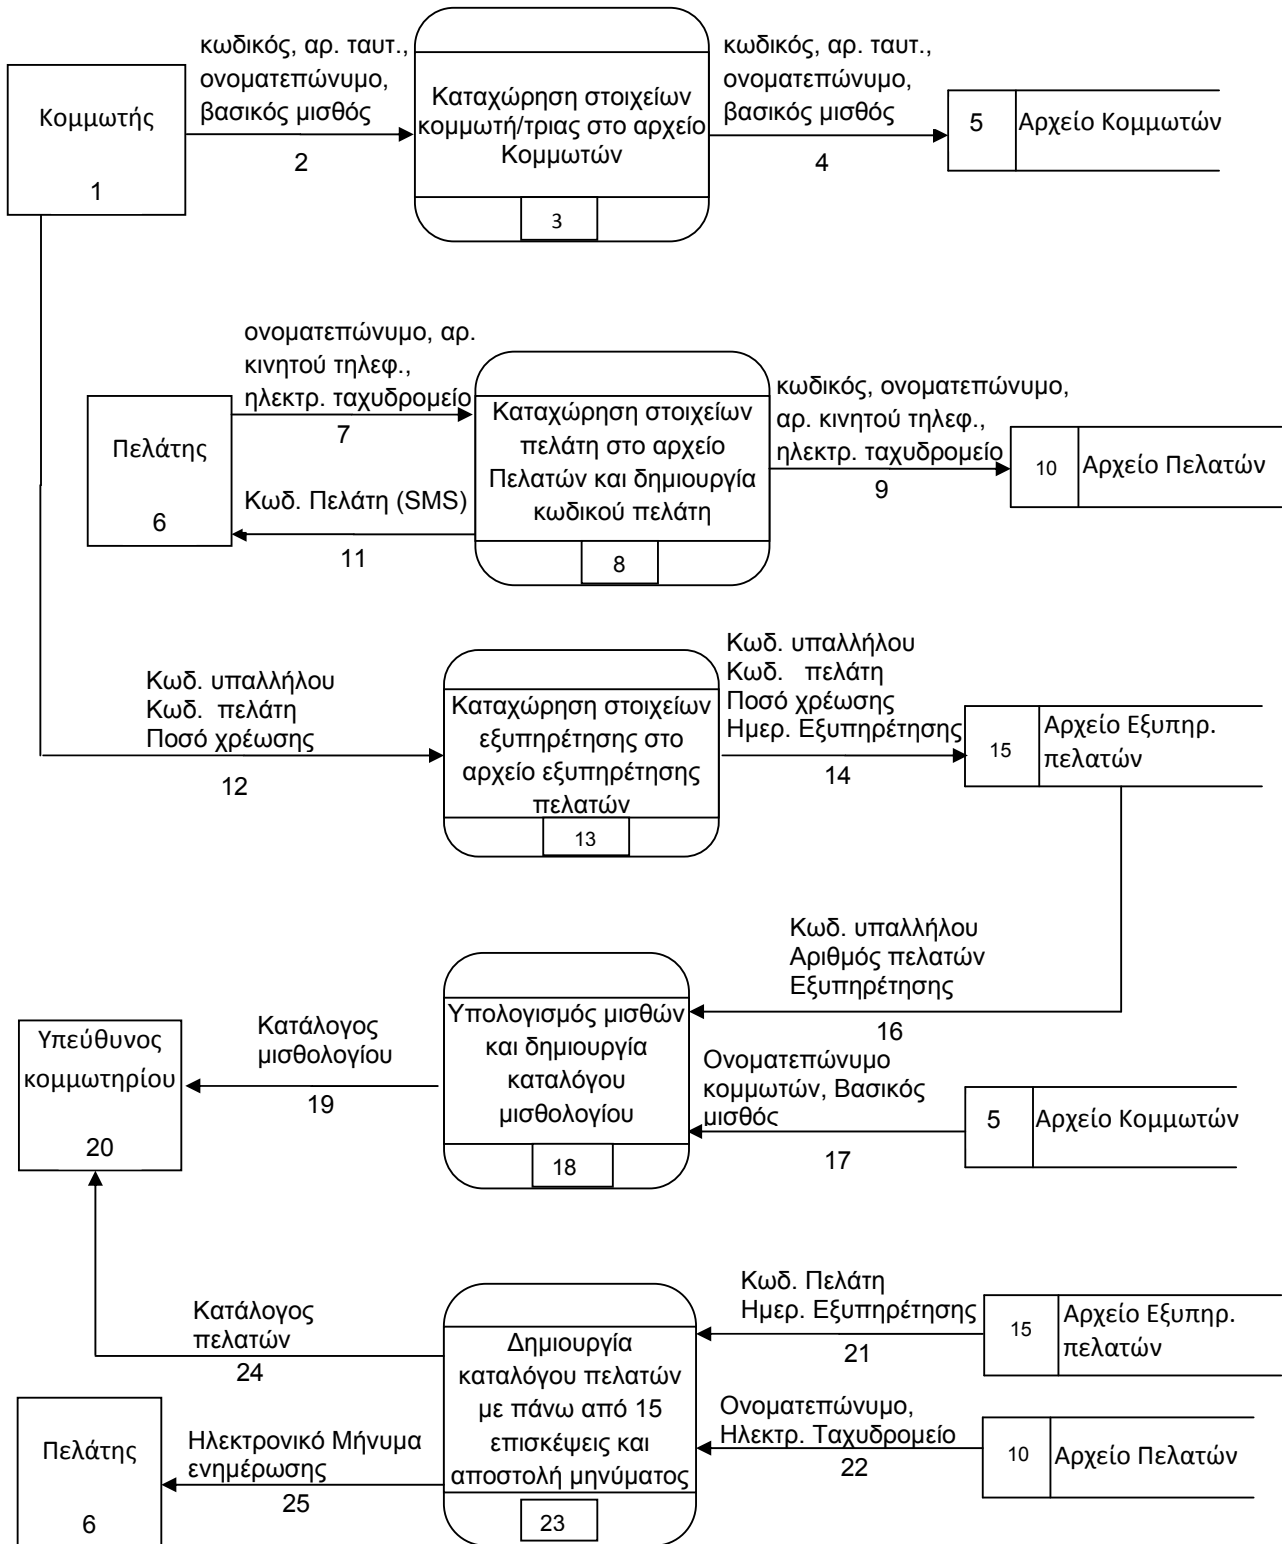 Κομμωτής
1
κωδικός, αρ. ταυτ.,
ονοματεπώνυμο,
βασικός μισθός
2
Καταχώρηση στοιχείων
κομμωτή/τριας στο αρχείο
Κομμωτών
3
κωδικός, αρ. ταυτ.,
ονοματεπώνυμο,
βασικός μισθός
4
5
Αρχείο Κομμωτών
Πελάτης
6
ονοματεπώνυμο, αρ.
κινητού τηλεφ.,
ηλεκτρ. ταχυδρομείο
7
Κωδ. Πελάτη (SMS)
11
Καταχώρηση στοιχείων
πελάτη στο αρχείο
Πελατών και δημιουργία
κωδικού πελάτη
8
κωδικός, ονοματεπώνυμο,
αρ. κινητού τηλεφ.,
ηλεκτρ. ταχυδρομείο
9
10
Αρχείο Πελατών
Κωδ. υπαλλήλου
Κωδ. πελάτη
Ποσό χρέωσης
12
Καταχώρηση στοιχείων
εξυπηρέτησης στο
αρχείο εξυπηρέτησης
πελατών
13
Κωδ. υπαλλήλου
Κωδ. πελάτη
Ποσό χρέωσης
Ημερ. Εξυπηρέτησης
14
15
Αρχείο Εξυπηρ.
πελατών
Κωδ. υπαλλήλου
Αριθμός πελατών
Εξυπηρέτησης
16
Υπολογισμός μισθών
και δημιουργία
καταλόγου
μισθολογίου
18
Ονοματεπώνυμο
κομμωτών, Βασικός
μισθός
17
5
Αρχείο Κομμωτών
Κατάλογος
μισθολογίου
19
Υπεύθυνος
κομμωτηρίου
20
Κατάλογος
πελατών
24
Δημιουργία
καταλόγου πελατών
με πάνω από 15
επισκέψεις και
αποστολή μηνύματος
23
Κωδ. Πελάτη
Ημερ. Εξυπηρέτησης
21
15
Αρχείο Εξυπηρ.
πελατών
Ονοματεπώνυμο,
Ηλεκτρ. Ταχυδρομείο
22
10
Αρχείο Πελατών
Ηλεκτρονικό Μήνυμα
ενημέρωσης
25
Πελάτης
6